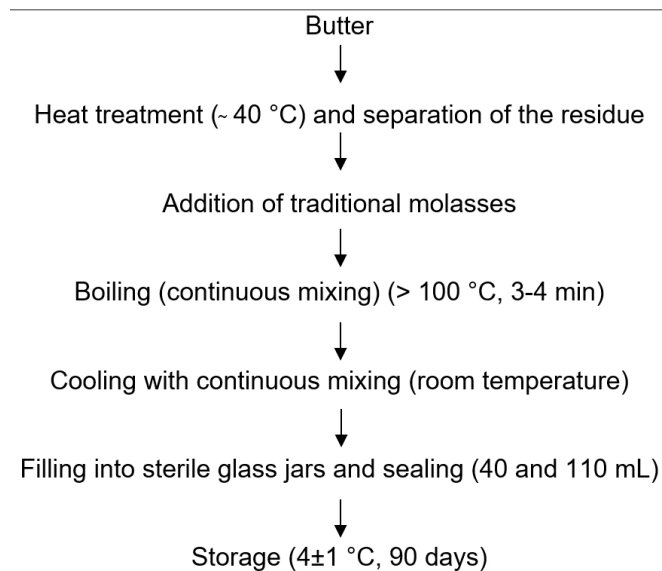 Butter
Heat treatment (~ 40 °C) and separation of the residue
Addition of traditional molasses
Boiling (continuous mixing) (> 100 °C, 3-4 min)
Cooling with continuous mixing (room temperature)
Filling into sterile glass jars and sealing (40 and 110 mL)
Storage (4±1 °C, 90 days)